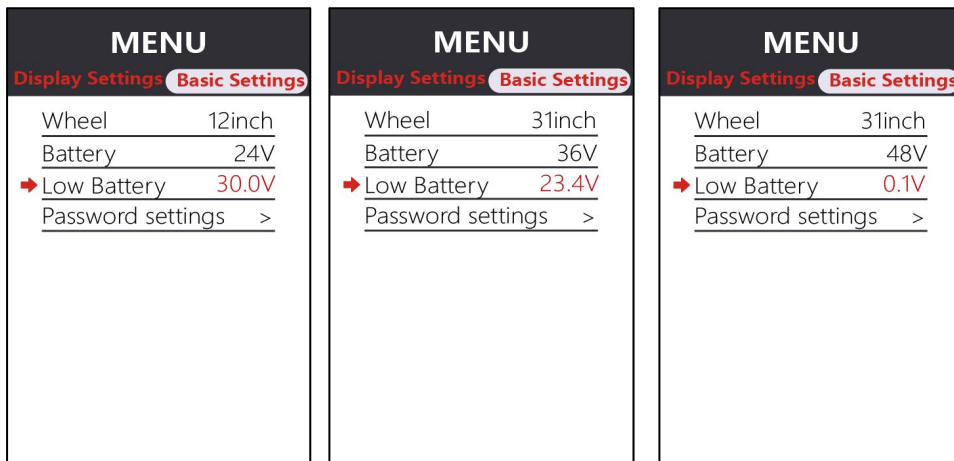 MENU
Display Settings Basic Settings
Wheel 12inch
Battery 24V
Low Battery 30.0V
Password settings >
MENU
Display Settings Basic Settings
Wheel 31inch
Battery 36V
Low Battery 23.4V
Password settings >
MENU
Display Settings Basic Settings
Wheel 31inch
Battery 48V
Low Battery 0.1V
Password settings >